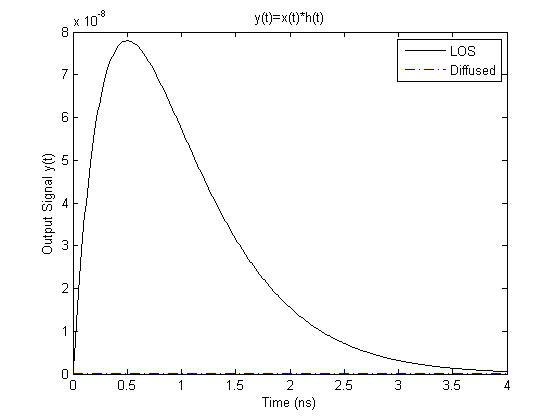 y(t)=x(t)*h(t)
x 10^-8
8
7
6
5
4
3
2
1
0
Output Signal y(t)
LOS
Diffused
0 0.5 1 1.5 2 2.5 3 3.5 4
Time (ns)